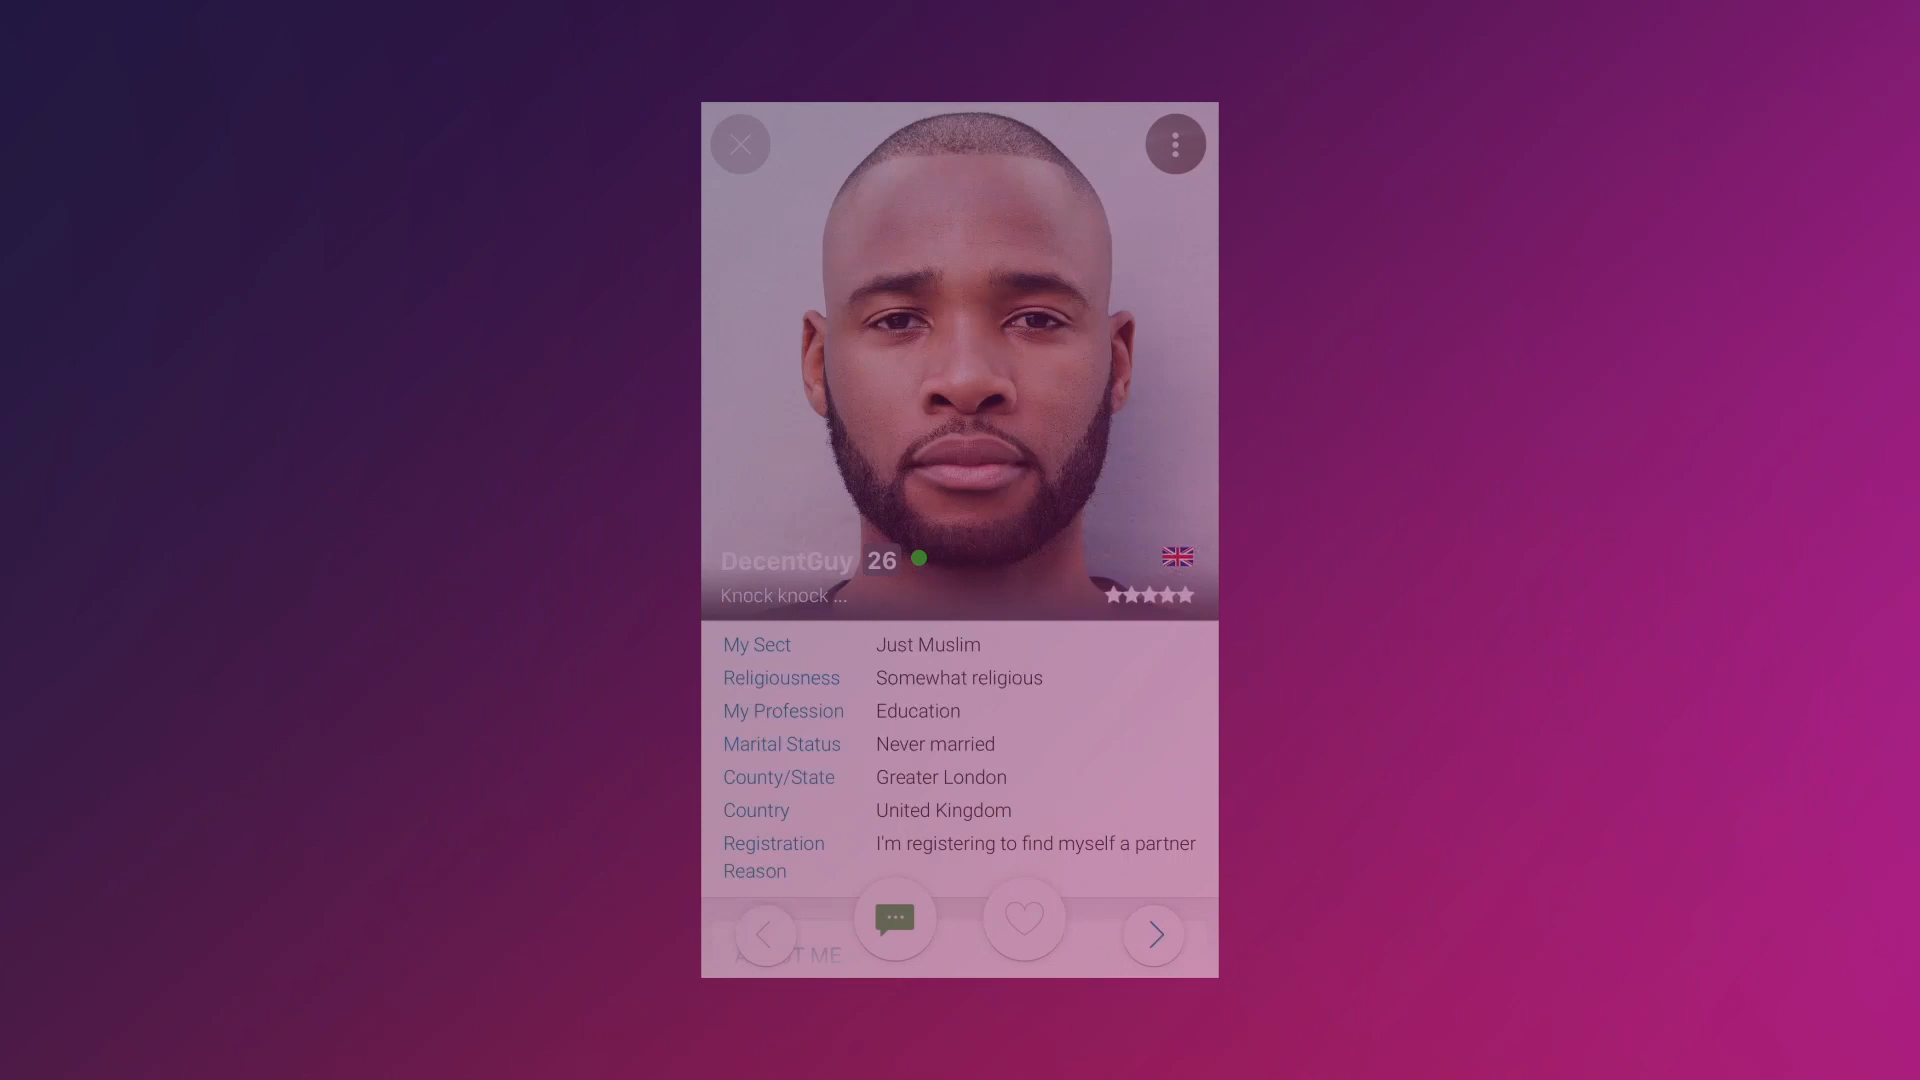 DecentGuy 26
Knock knock ...
My Sect Just Muslim
Religiousness Somewhat religious
My Profession Education
Marital Status Never married
County/State Greater London
Country United Kingdom
Registration Reason I'm registering to find myself a partner
ME